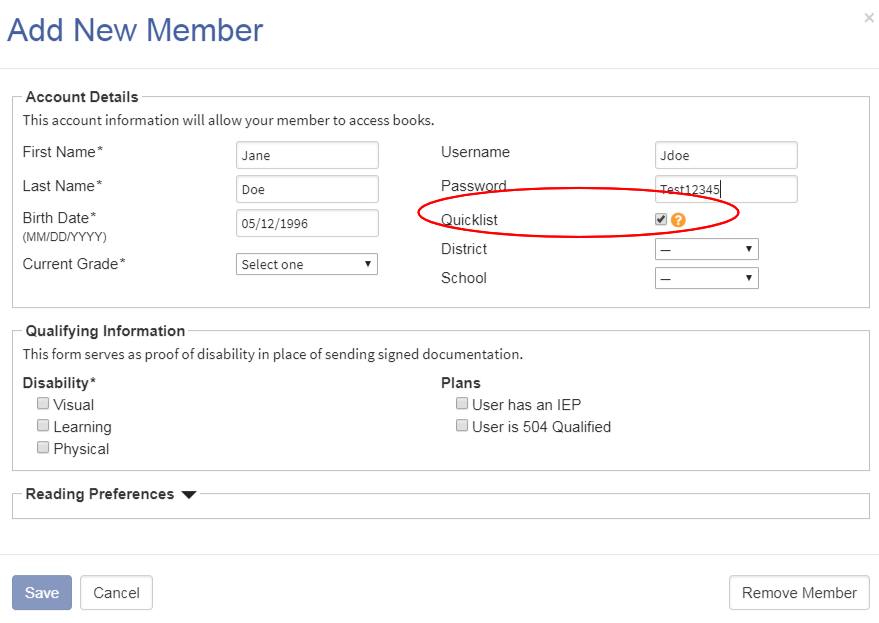 ×
Add New Member
Account Details
This account information will allow your member to access books.
First Name* Jane
Last Name* Doe
Birth Date* 05/12/1996
(MM/DD/YYYY)
Current Grade* Select one
Username Jdoe
Password Test12345
Quicklist ?
District —
School —
Qualifying Information
This form serves as proof of disability in place of sending signed documentation.
Disability*
Visual
Learning
Physical
Plans
User has an IEP
User is 504 Qualified
Reading Preferences
Save Cancel Remove Member